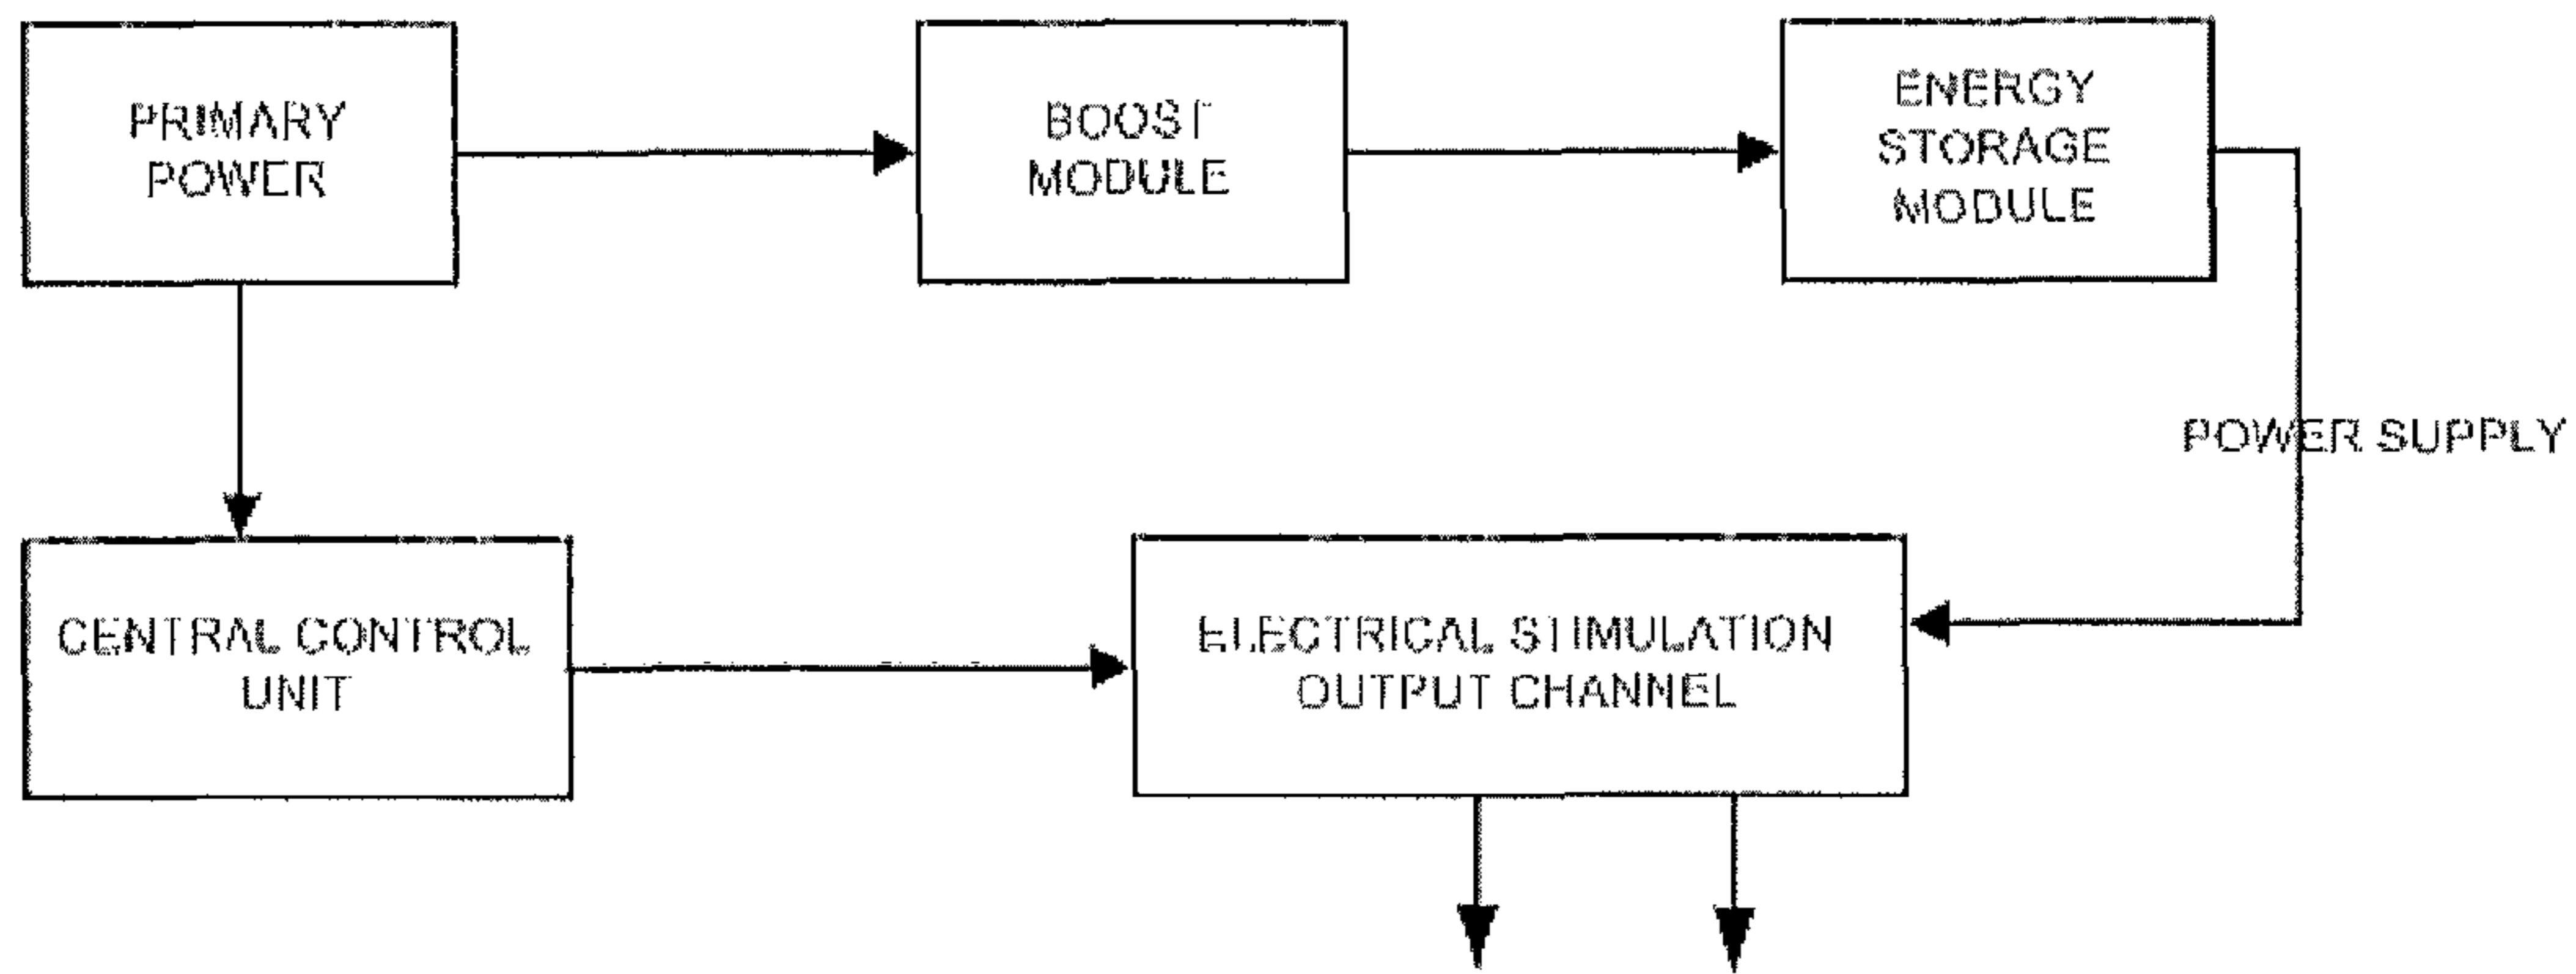 PRIMARY
POWER
BOOST
MODULE
ENERGY
STORAGE
MODULE
POWER SUPPLY
CENTRAL CONTROL
UNIT
ELECTRICAL STIMULATION
OUTPUT CHANNEL